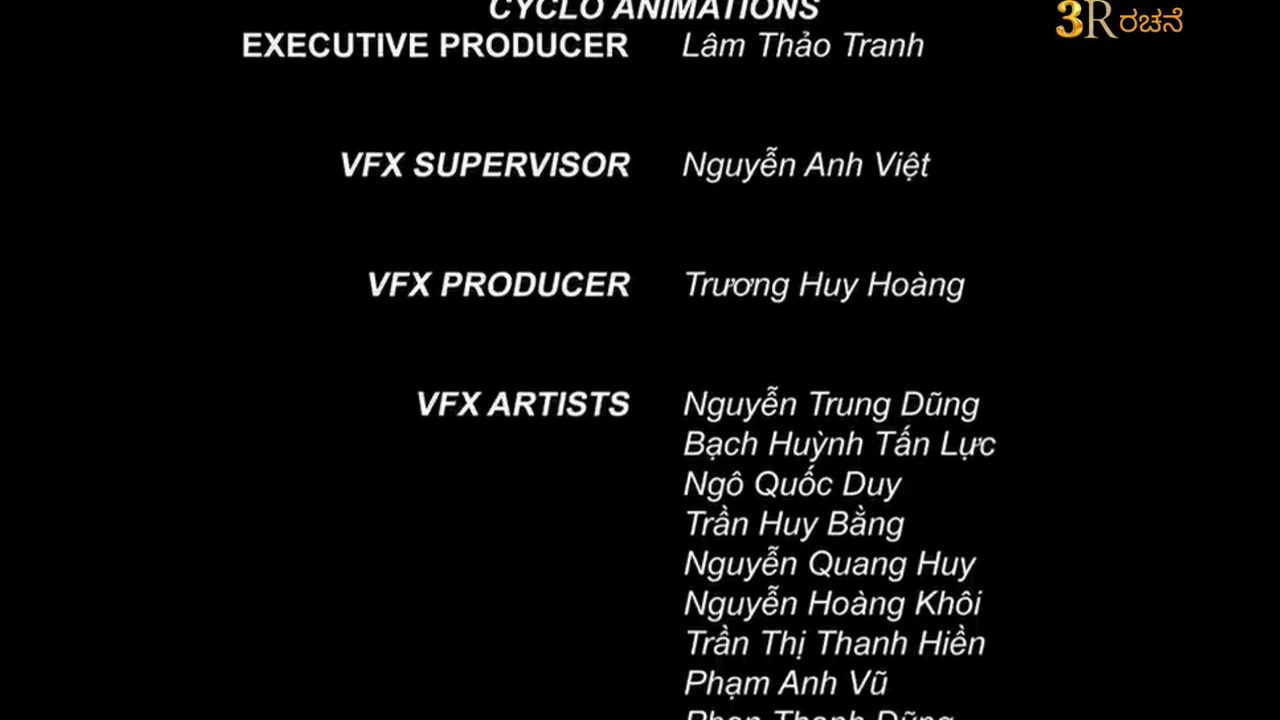 CYCLO ANIMATIONS
3R ರಚನೆ
EXECUTIVE PRODUCER Lâm Thảo Tranh
VFX SUPERVISOR Nguyễn Anh Việt
VFX PRODUCER Trương Huy Hoàng
VFX ARTISTS Nguyễn Trung Dũng
Bạch Huỳnh Tấn Lực
Ngô Quốc Duy
Trần Huy Bằng
Nguyễn Quang Huy
Nguyễn Hoàng Khôi
Trần Thị Thanh Hiền
Phạm Anh Vũ